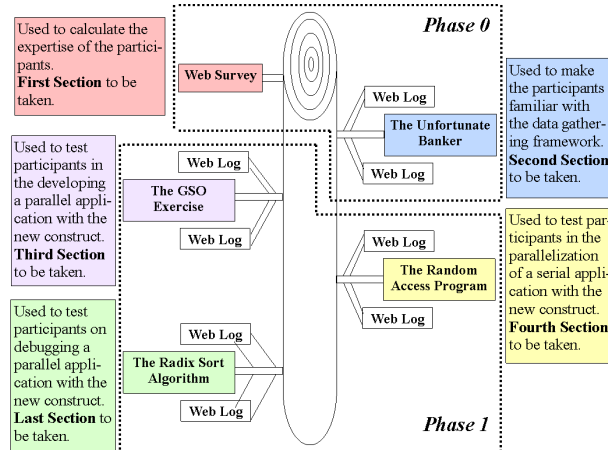 Used to calculate the
expertise of the partici-
pants.
First Section to be
taken.
Web Survey
Phase 0
Web Log
The Unfortunate
Banker
Web Log
Used to make
the participants
familiar with
the data gather-
ing framework.
Second Section
to be taken.
Used to test
participants in
the developing
a parallel appli-
cation with the
new construct.
Third Section
to be taken.
Web Log
The GSO
Exercise
Web Log
Web Log
The Random
Access Program
Web Log
Used to test par-
ticipants in the
parallelization
of a serial appli-
cation with the
new construct.
Fourth Section
to be taken.
Used to test
participants on
debugging a
parallel applic-
cation with the
new construct.
Last Section to
be taken.
Web Log
The Radix Sort
Algorithm
Web Log
Phase 1